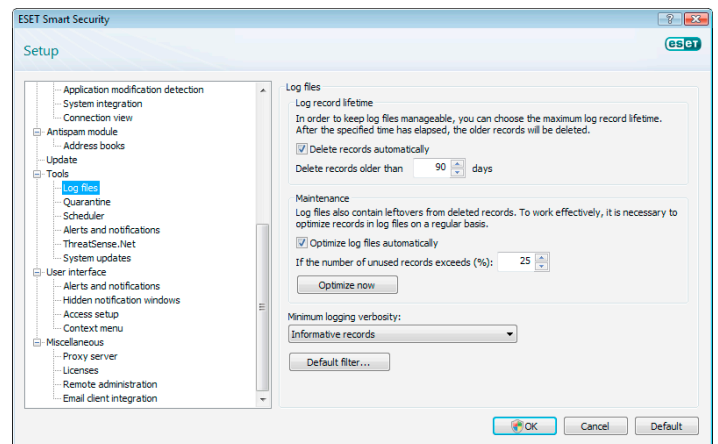 ESET Smart Security
Setup
eseT
Application modification detection
System integration
Connection view
Antispam module
Address books
Update
Tools
Log files
Quarantine
Scheduler
Alerts and notifications
ThreatSense.Net
System updates
User interface
Alerts and notifications
Hidden notification windows
Access setup
Context menu
Miscellaneous
Proxy server
Licenses
Remote administration
Email client integration
Log files
Log record lifetime
In order to keep log files manageable, you can choose the maximum log record lifetime.
After the specified time has elapsed, the older records will be deleted.
Delete records automatically
Delete records older than 90 days
Maintenance
Log files also contain leftovers from deleted records. To work effectively, it is necessary to
optimize records in log files on a regular basis.
Optimize log files automatically
If the number of unused records exceeds (%): 25
Optimize now
Minimum logging verbosity:
Informative records
Default filter...
OK Cancel Default